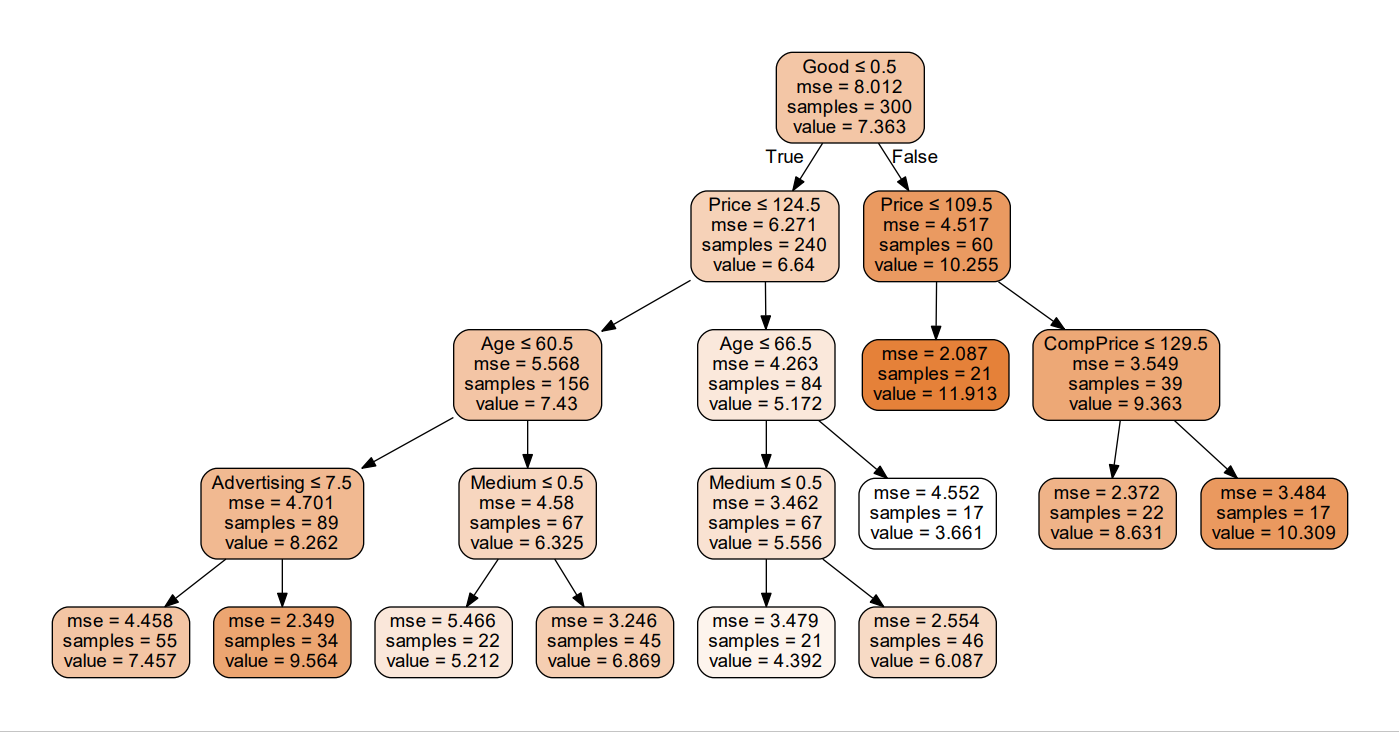 Good ≤ 0.5
mse = 8.012
samples = 300
value = 7.363
True
False
Price ≤ 124.5
mse = 6.271
samples = 240
value = 6.64
Price ≤ 109.5
mse = 4.517
samples = 60
value = 10.255
Age ≤ 60.5
mse = 5.568
samples = 156
value = 7.43
Age ≤ 66.5
mse = 4.263
samples = 84
value = 5.172
mse = 2.087
samples = 21
value = 11.913
CompPrice ≤ 129.5
mse = 3.549
samples = 39
value = 9.363
Advertising ≤ 7.5
mse = 4.701
samples = 89
value = 8.262
Medium ≤ 0.5
mse = 4.58
samples = 67
value = 6.325
Medium ≤ 0.5
mse = 3.462
samples = 67
value = 5.556
mse = 4.552
samples = 17
value = 3.661
mse = 2.372
samples = 22
value = 8.631
mse = 3.484
samples = 17
value = 10.309
mse = 4.458
samples = 55
value = 7.457
mse = 2.349
samples = 34
value = 9.564
mse = 5.466
samples = 22
value = 5.212
mse = 3.246
samples = 45
value = 6.869
mse = 3.479
samples = 21
value = 4.392
mse = 2.554
samples = 46
value = 6.087